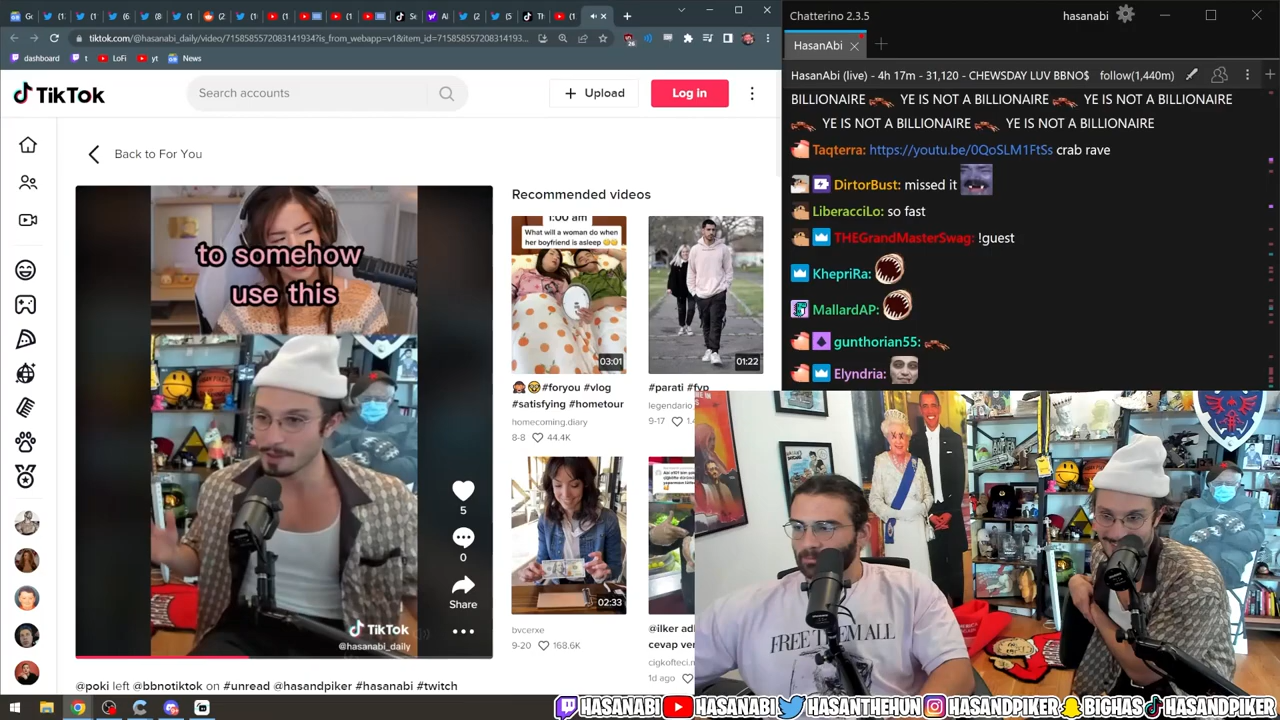 tiktok.com/@hasanabi_daily/video/7158585572083141934?is_from_webapp=v1&item_id=715858557208314193...
dashboard
t
LoFi
yt
News
TikTok
Search accounts
Upload
Log in
Back to For You
to somehow
use this
5
0
Share
TikTok
@hasanabi_daily
@poki left @bbnotiktok on #unread @hasandpiker #hasanabi #twitch
Recommended videos
1:00 am
What will a woman do when
her boyfriend is asleep
03:01
#foryou #vlog
#satisfying #hometour
homecoming.diary
8-8
44.4K
01:22
#parati #fyp
legendario
9-17
02:33
bvcerxe
9-20
168.6K
@ilker adi
cevap ver
cigkofteci.r
1d ago
Chatterino 2.3.5
hasanabi
HasanAbi
HasanAbi (live) - 4h 17m - 31,120 - CHEWSDAY LUV BBNO$
follow(1,440m)
BILLIONAIRE YE IS NOT A BILLIONAIRE YE IS NOT A BILLIONAIRE
YE IS NOT A BILLIONAIRE YE IS NOT A BILLIONAIRE
Taqterra: https://youtu.be/0QoSLM1FtSs crab rave
DirtorBust: missed it
LiberacciLo: so fast
THEGrandMasterSwag: !guest
KhepriRa:
MallardAP:
gunthorian55:
Elyndria:
FREE THEM ALL
HASANABI
HASANABI
HASANTHEHUN
HASANDPIKER
BIGHAS
HASANDPIKER